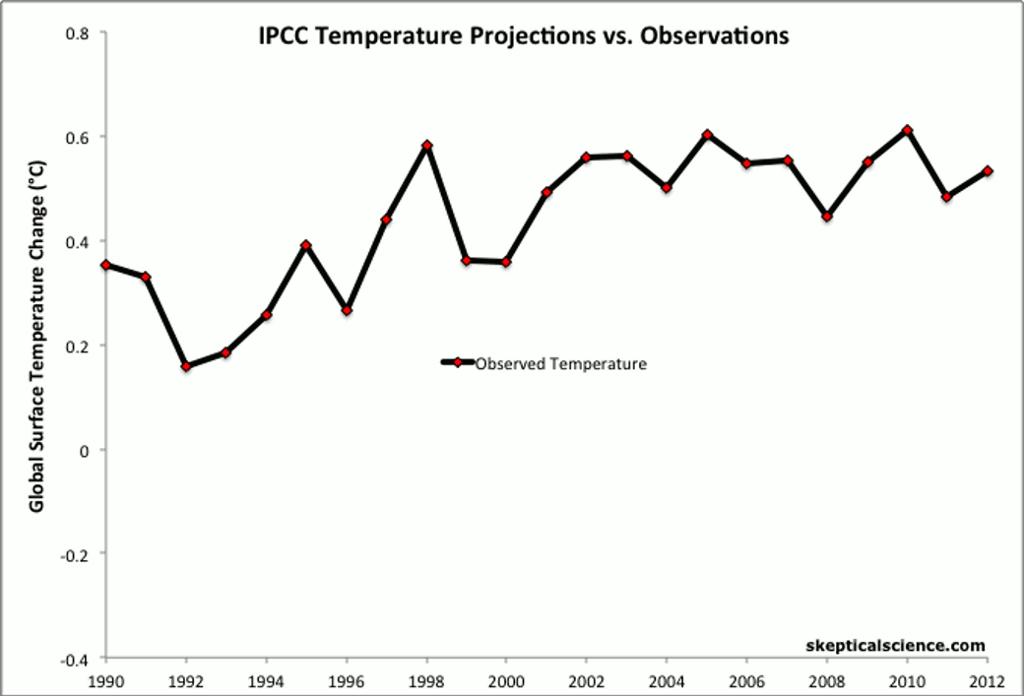 IPCC Temperature Projections vs. Observations
Global Surface Temperature Change (°C)
0.8
0.6
0.4
0.2
0
-0.2
-0.4
Observed Temperature
skepticalscience.com
1990 1992 1994 1996 1998 2000 2002 2004 2006 2008 2010 2012